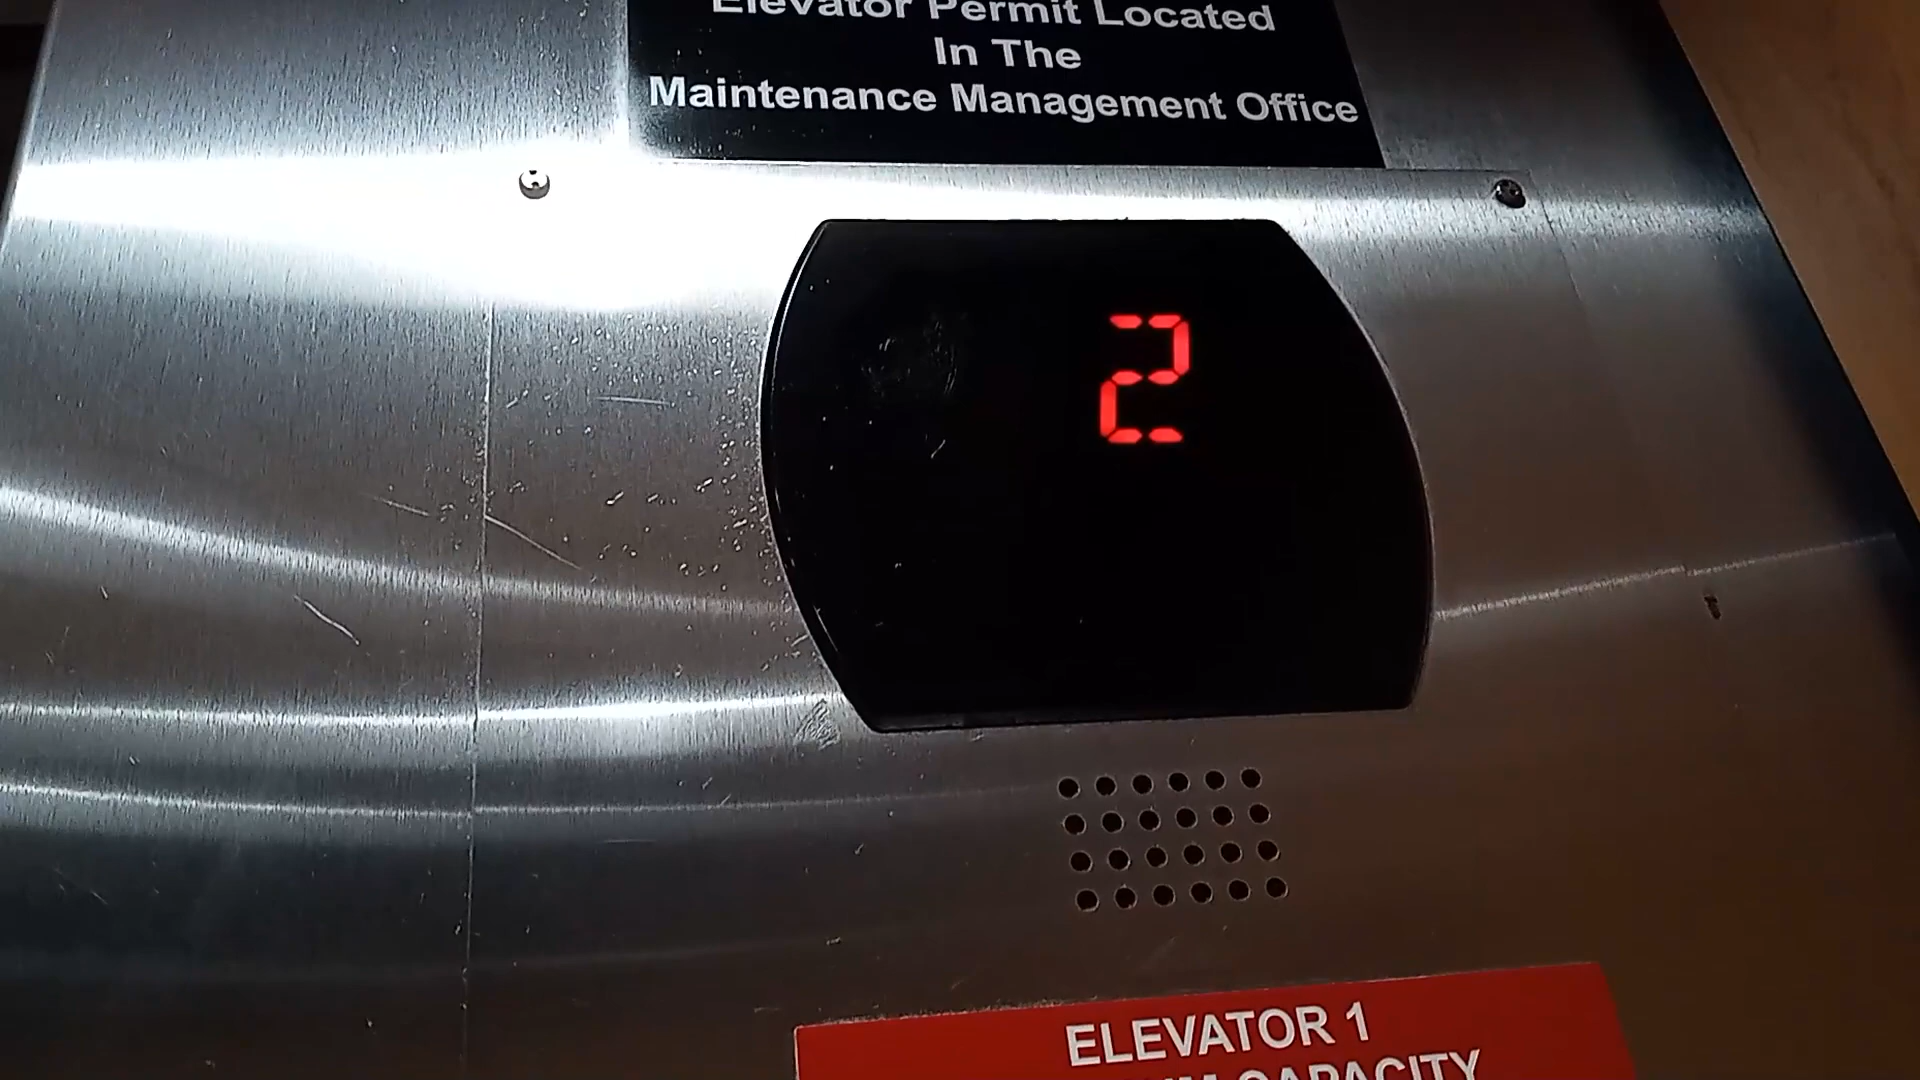 Elevator Permit Located
In The
Maintenance Management Office
2
ELEVATOR 1
CAPACITY